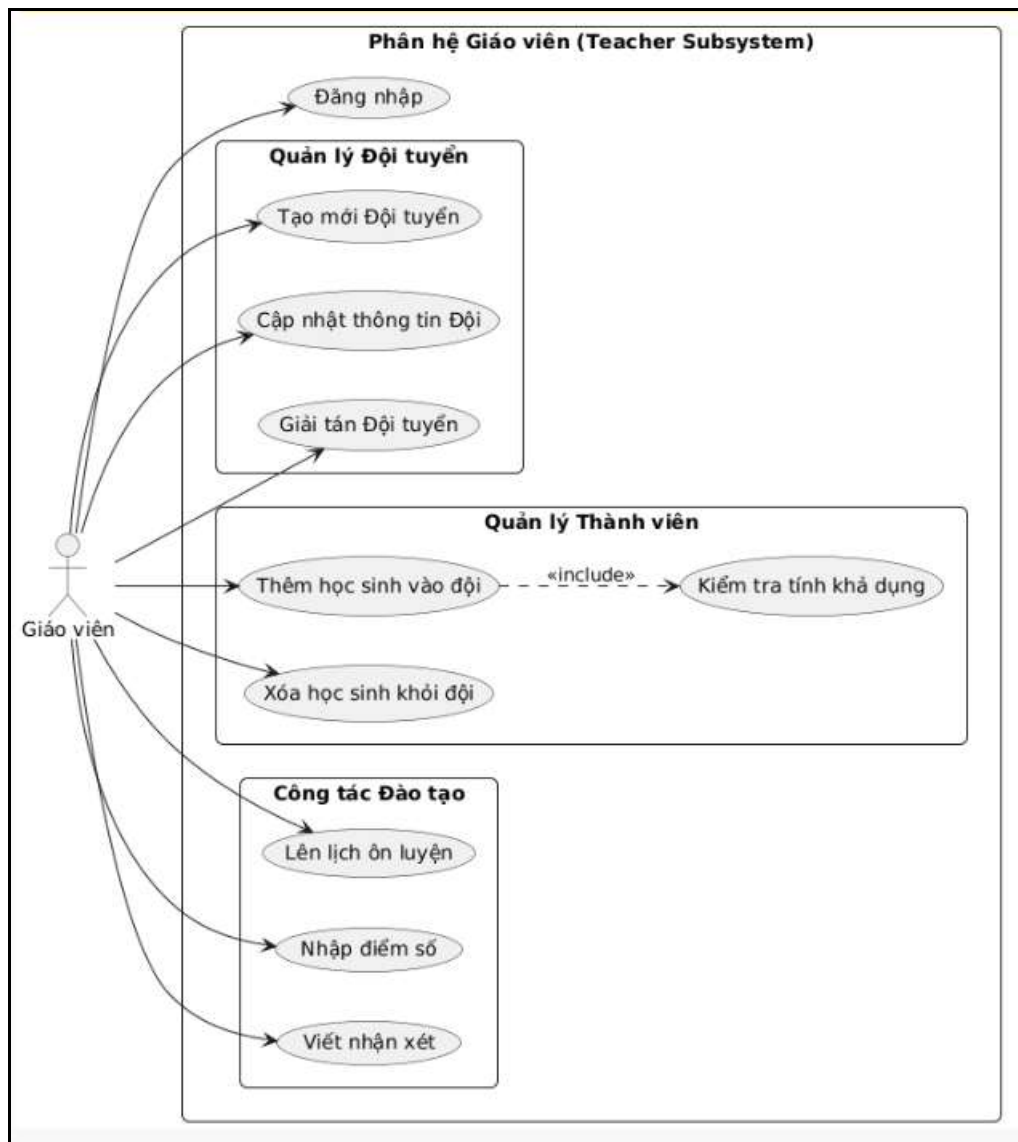 Phân hệ Giáo viên (Teacher Subsystem)
Đăng nhập
Quản lý Đội tuyển
Tạo mới Đội tuyển
Cập nhật thông tin Đội
Giải tán Đội tuyển
Quản lý Thành viên
Thêm học sinh vào đội
«include»
Kiểm tra tính khả dụng
Giáo viên
Xóa học sinh khỏi đội
Công tác Đào tạo
Lên lịch ôn luyện
Nhập điểm số
Viết nhận xét